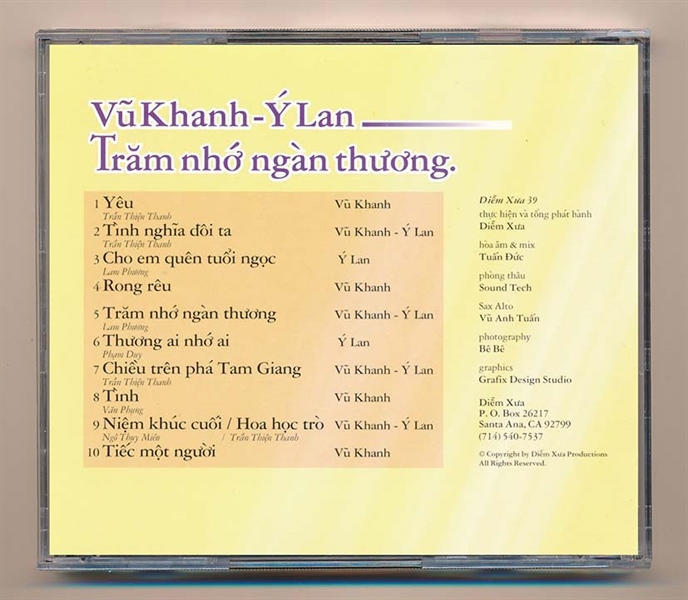 Vũ Khanh - Ý Lan
Trăm nhớ ngàn thương.
1 Yêu Vũ Khanh
Trần Thiện Thanh
2 Tình nghĩa đôi ta Vũ Khanh - Ý Lan
Trần Thiện Thanh
3 Cho em quên tuổi ngọc Ý Lan
Lam Phương
4 Rong rêu Vũ Khanh
5 Trăm nhớ ngàn thương Vũ Khanh - Ý Lan
Lam Phương
6 Thương ai nhớ ai Ý Lan
Phạm Duy
7 Chiều trên phá Tam Giang Vũ Khanh - Ý Lan
Trần Thiện Thanh
8 Tình Vũ Khanh
Văn Phụng
9 Niệm khúc cuối / Hoa học trò Vũ Khanh - Ý Lan
Ngô Thụy Miên / Trần Thiện Thanh
10 Tiếc một người Vũ Khanh
Diễm Xưa 39
thực hiện và tổng phát hành
Diễm Xưa
hòa âm & mix
Tuấn Đức
phòng thâu
Sound Tech
Sax Alto
Vũ Anh Tuấn
photography
Bê Bê
graphics
Grafix Design Studio
Diễm Xưa
P. O. Box 26217
Santa Ana, CA 92799
(714) 540-7537
© Copyright by Diễm Xưa Productions
All Rights Reserved.